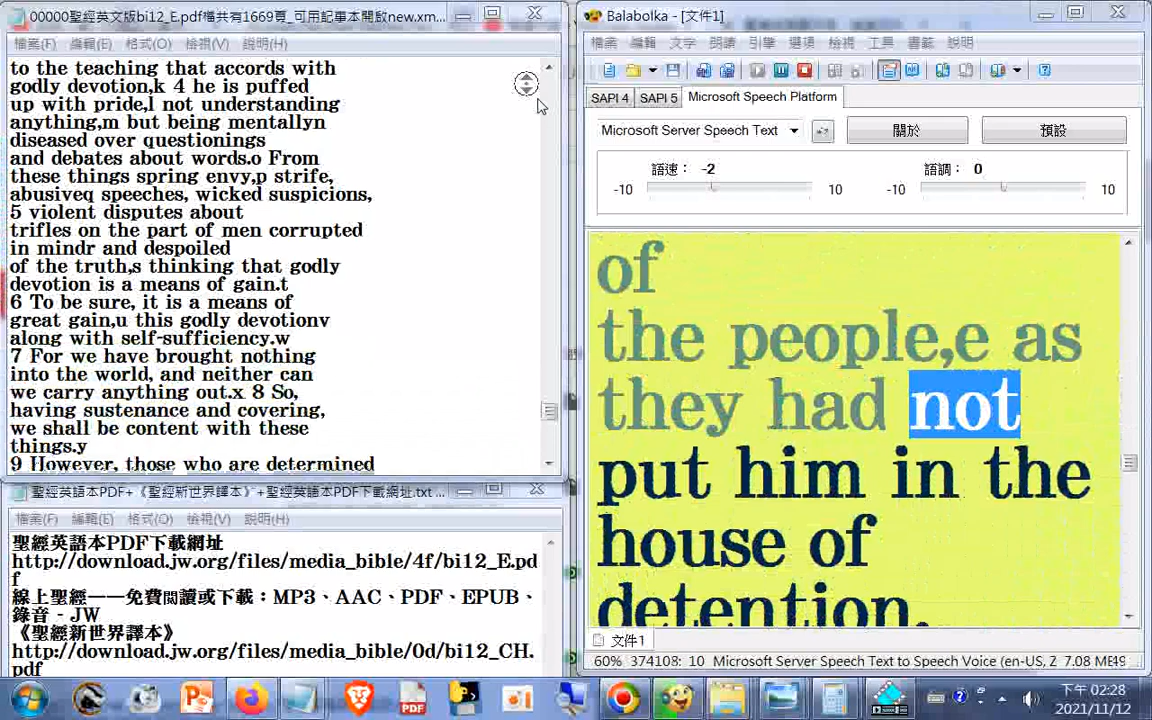 00000聖經英文版bi12_E.pdf檔共有1669頁_可用記事本開啟new.xm...
檔案(F) 編輯(E) 格式(O) 檢視(V) 說明(H)
to the teaching that accords with
godly devotion,k 4 he is puffed
up with pride,l not understanding
anything,m but being mentallyn
diseased over questionings
and debates about words.o From
these things spring envy,p strife,
abusiveq speeches, wicked suspicions,
5 violent disputes about
trifles on the part of men corrupted
in mindr and despoiled
of the truth,s thinking that godly
devotion is a means of gain.t
6 To be sure, it is a means of
great gain,u this godly devotionv
along with self-sufficiency.w
7 For we have brought nothing
into the world, and neither can
we carry anything out.x 8 So,
having sustenance and covering,
we shall be content with these
things.y
9 However, those who are determined
聖經英語本PDF+《聖經新世界譯本》+聖經英語本PDF下載網址.txt ...
檔案(F) 編輯(E) 格式(O) 檢視(V) 說明(H)
聖經英語本PDF下載網址
http://download.jw.org/files/media_bible/4f/bi12_E.pd
f
線上聖經——免費閱讀或下載：MP3、AAC、PDF、EPUB、
錄音 - JW
《聖經新世界譯本》
http://download.jw.org/files/media_bible/0d/bi12_CH.
pdf
Balabolka - [文件1]
檔案 編輯 文字 朗讀 引擎 選項 檢視 工具 書籤 說明
SAPI 4 SAPI 5 Microsoft Speech Platform
Microsoft Server Speech Text 關於 預設
語速： -2 語調： 0
-10 10 -10 10
of
the people,e as
they had not
put him in the
house of
detention.
文件1
60% 374108: 10 Microsoft Server Speech Text to Speech Voice (en-US, Z 7.08 ME49
PDF
下午 02:28
2021/11/12